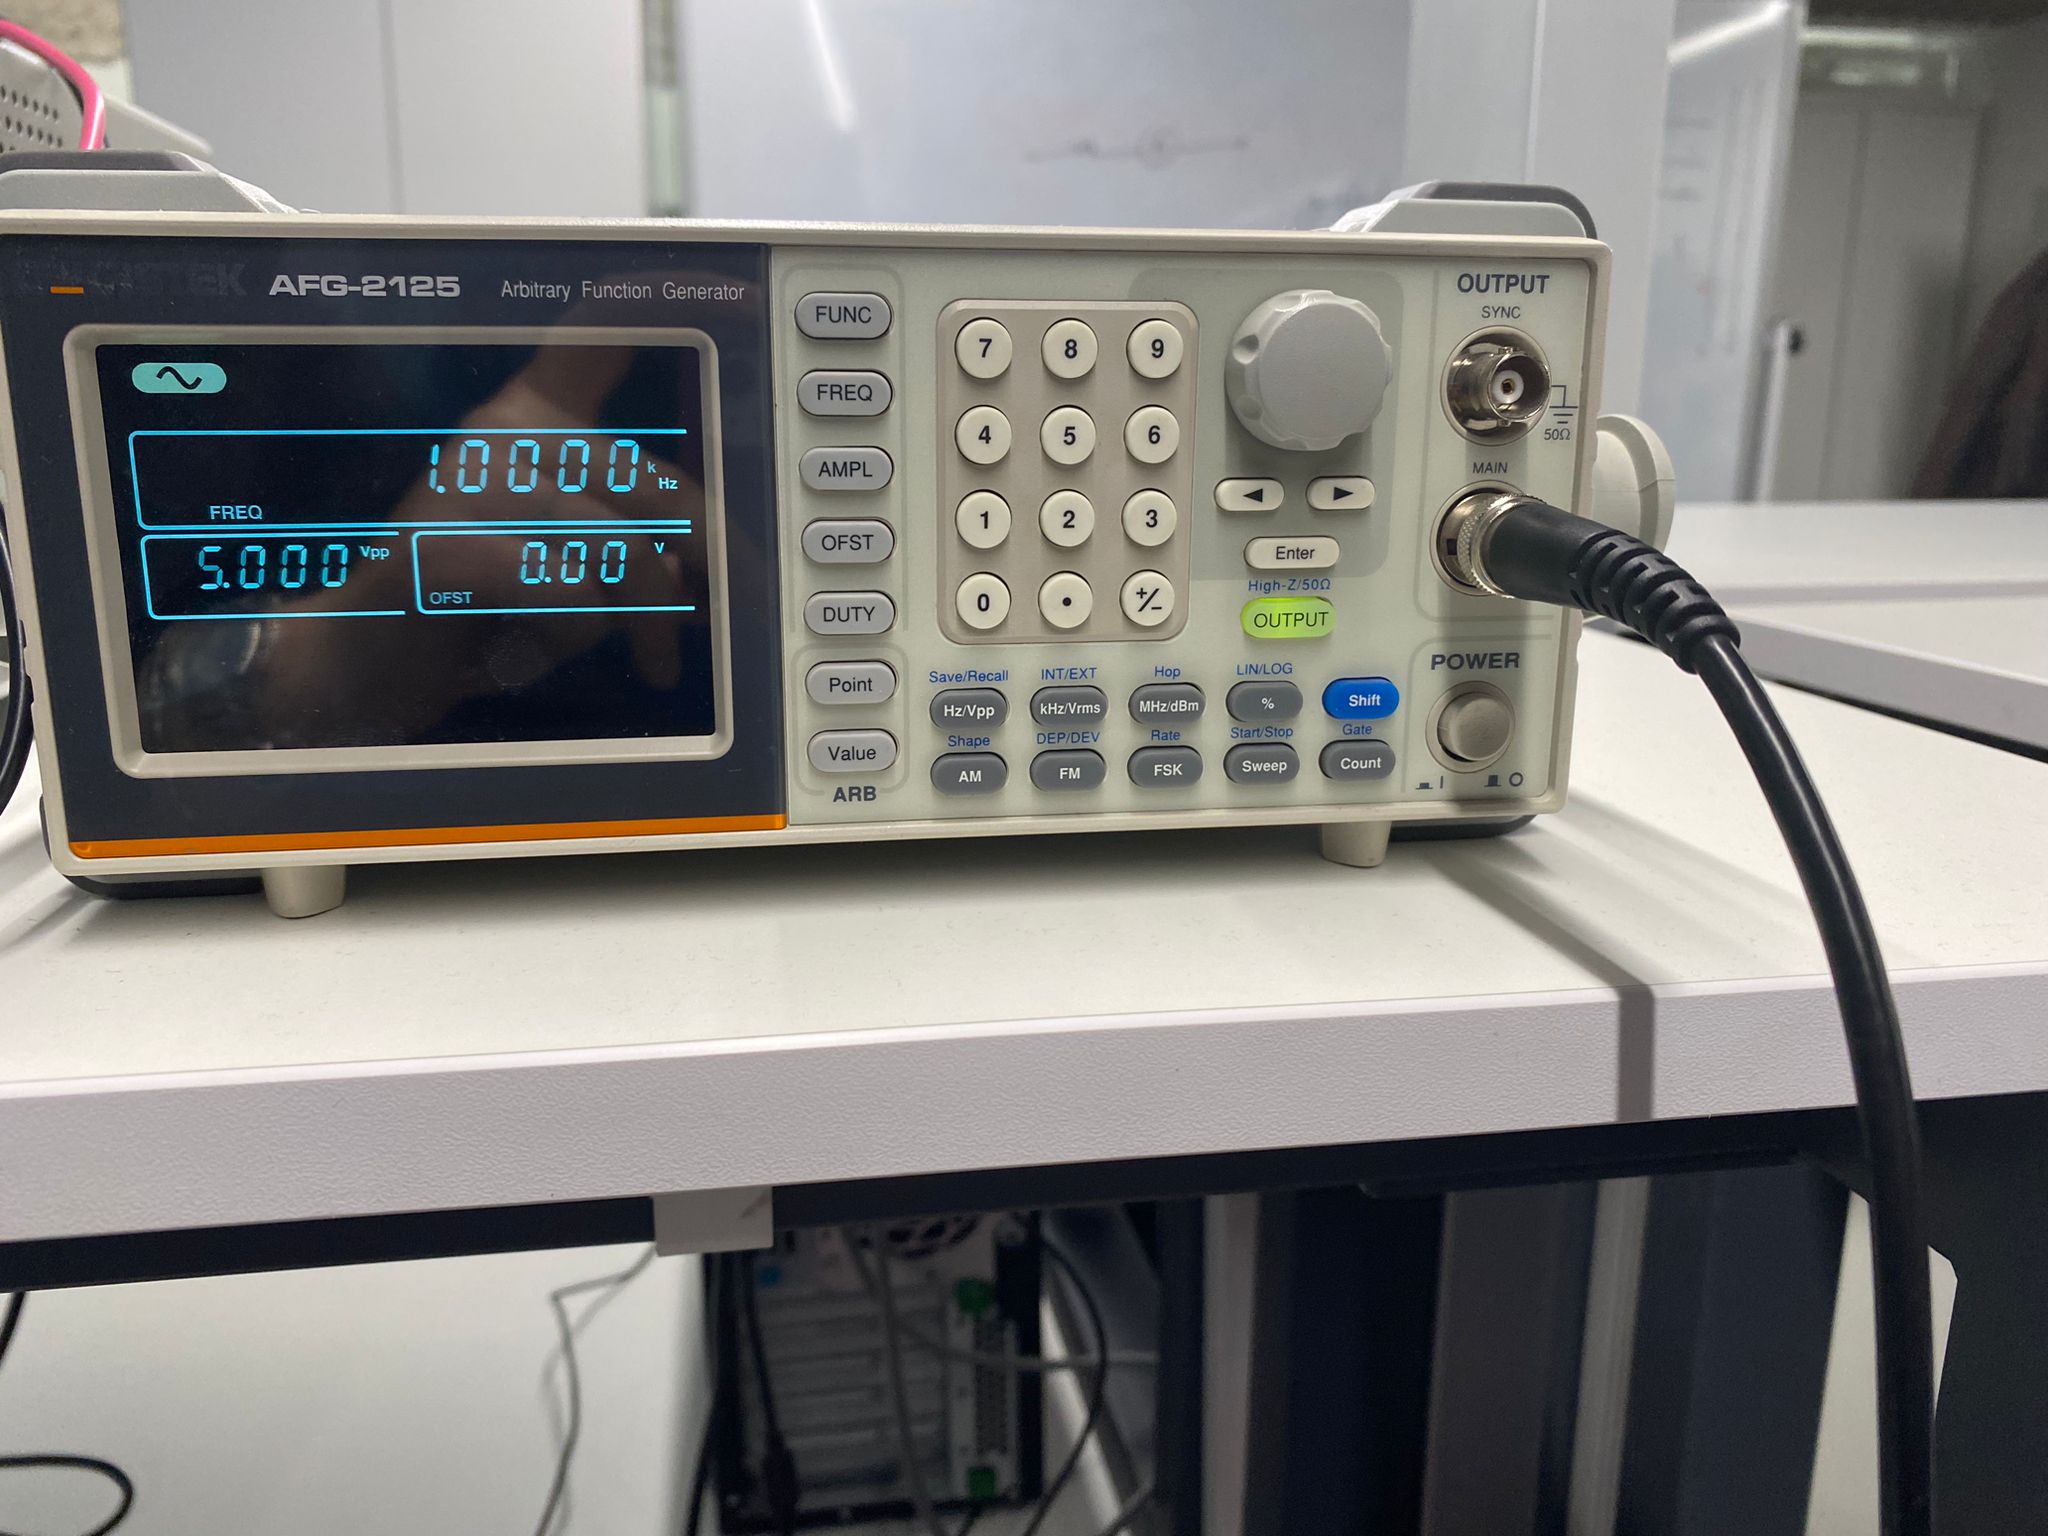 AFG-2125 Arbitrary Function Generator
1.0000 k
Hz
FREQ
5.000 Vpp
0.00 V
OFST
FUNC
FREQ
AMPL
OFST
DUTY
Point
Value
ARB
7 8 9
4 5 6
1 2 3
0 • +/−
◄ ►
Enter
High-Z/50Ω
OUTPUT
Save/Recall INT/EXT Hop LIN/LOG
Hz/Vpp kHz/Vrms MHz/dBm % Shift
Shape DEP/DEV Rate Start/Stop Gate
AM FM FSK Sweep Count
OUTPUT
SYNC
50Ω
MAIN
POWER